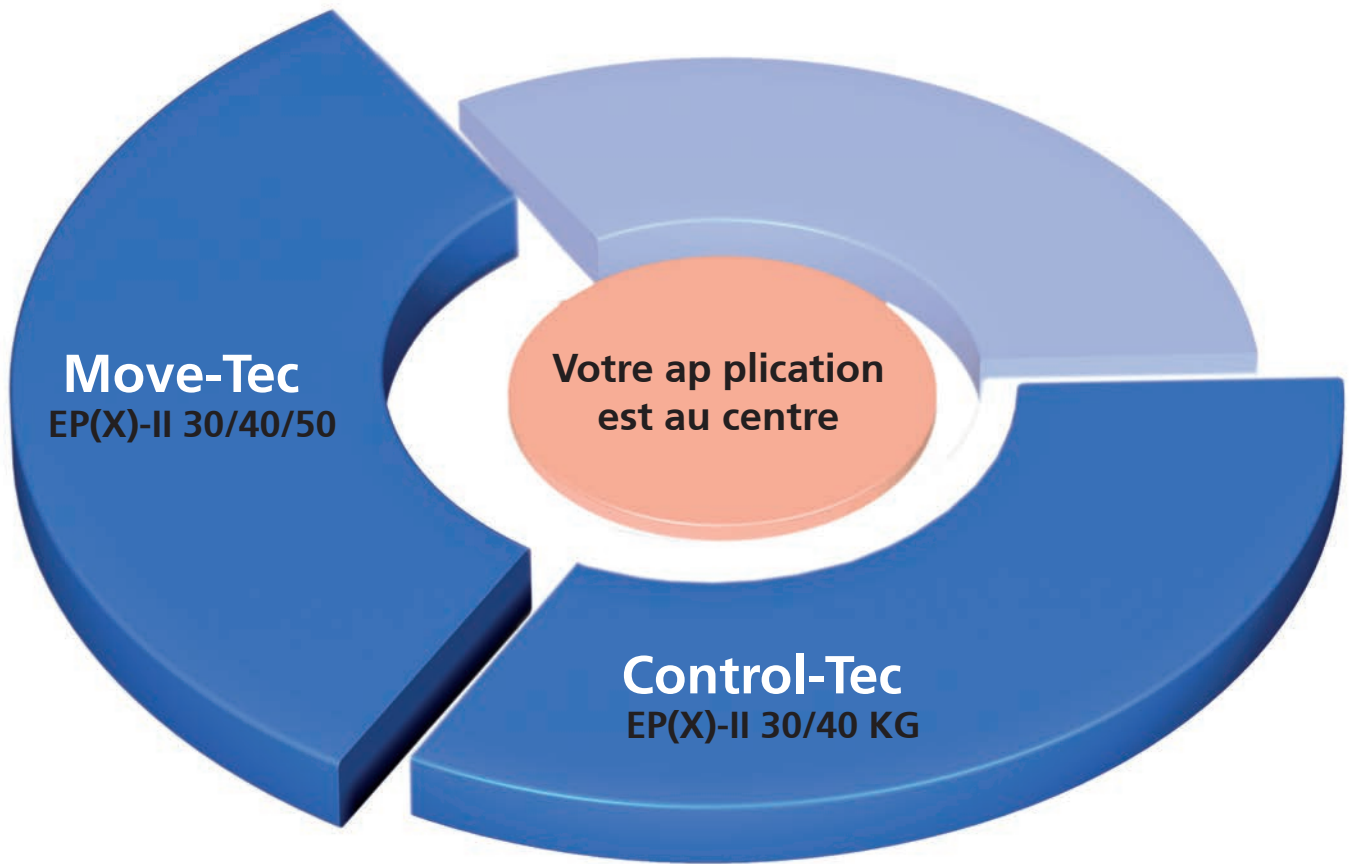 Move-Tec
EP(X)-II 30/40/50
Votre ap plication
est au centre
Control-Tec
EP(X)-II 30/40 KG